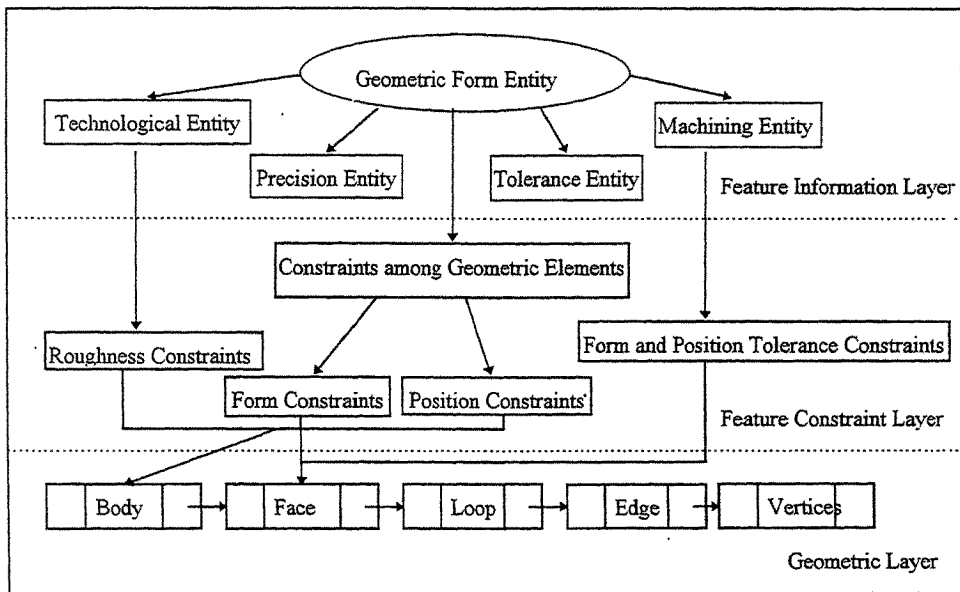 Geometric Form Entity
Technological Entity
Machining Entity
Precision Entity
Tolerance Entity
Feature Information Layer
Constraints among Geometric Elements
Roughness Constraints
Form and Position Tolerance Constraints
Form Constraints
Position Constraints
Feature Constraint Layer
Body
Face
Loop
Edge
Vertices
Geometric Layer